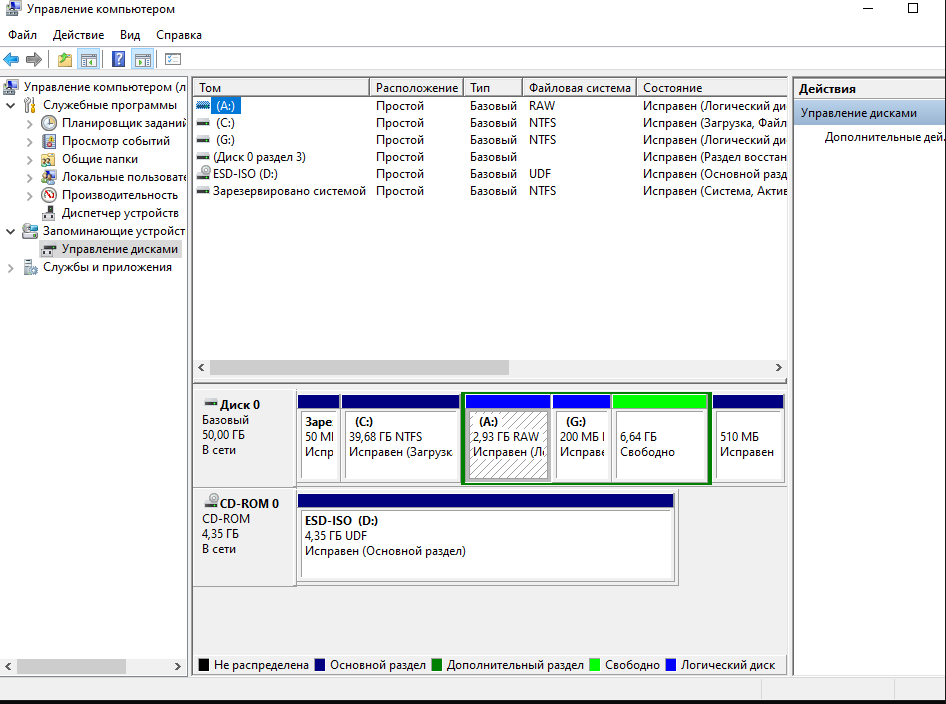 Управление компьютером
Файл Действие Вид Справка
Управление компьютером (л
Служебные программы
Планировщик заданий
Просмотр событий
Общие папки
Локальные пользовате
Производительность
Диспетчер устройств
Запоминающие устройст
Управление дисками
Службы и приложения
Том Расположение Тип Файловая система Состояние
(A:) Простой Базовый RAW Исправен (Логический ди
(C:) Простой Базовый NTFS Исправен (Загрузка, Файл
(G:) Простой Базовый NTFS Исправен (Логический ди
(Диск 0 раздел 3) Простой Базовый Исправен (Раздел восстан
ESD-ISO (D:) Простой Базовый UDF Исправен (Основной разд
Зарезервировано системой Простой Базовый NTFS Исправен (Система, Актив
Диск 0
Базовый
50,00 ГБ
В сети
Заре
50 МІ
Испр
(C:)
39,68 ГБ NTFS
Исправен (Загрузк
(A:)
2,93 ГБ RAW
Исправен (Ло
(G:)
200 МБ
Исправе
6,64 ГБ
Свободно
510 МБ
Исправен
CD-ROM 0
CD-ROM
4,35 ГБ
В сети
ESD-ISO (D:)
4,35 ГБ UDF
Исправен (Основной раздел)
Не распределена Основной раздел Дополнительный раздел Свободно Логический диск
Действия
Управление дисками
Дополнительные дей